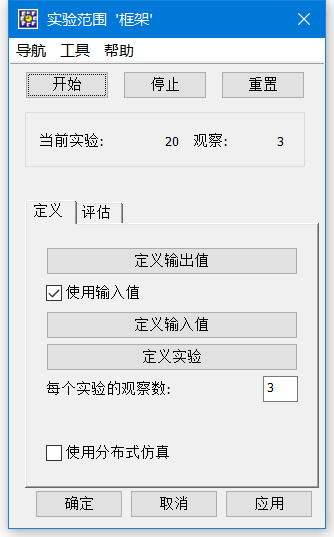 实验范围 '框架'
导航 工具 帮助
开始 停止 重置
当前实验: 20 观察: 3
定义 评估
定义输出值
使用输入值
定义输入值
定义实验
每个实验的观察数: 3
使用分布式仿真
确定 取消 应用